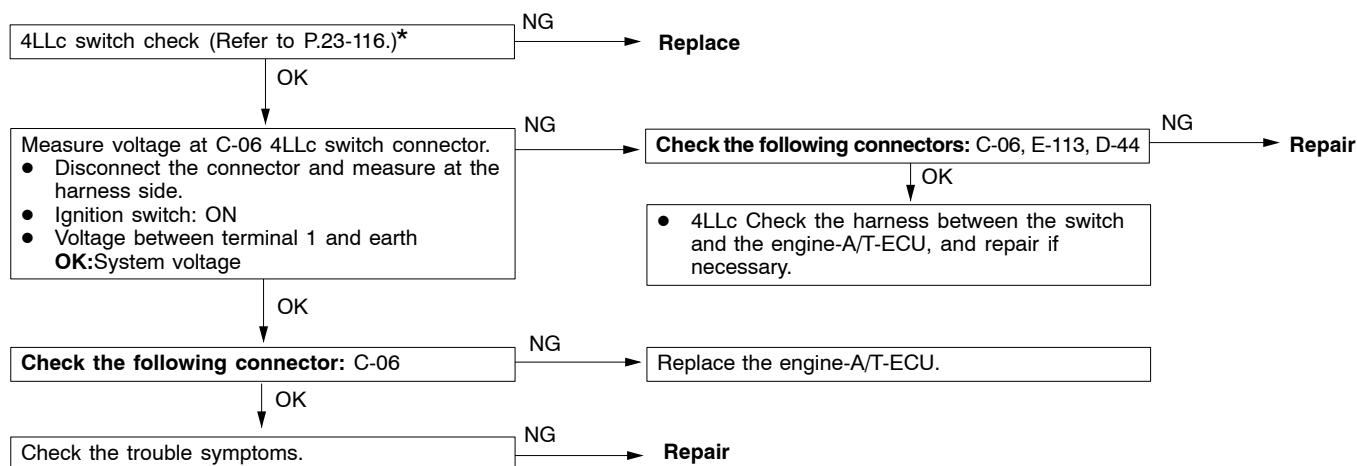 4LLc switch check (Refer to P.23-116.)*
NG
Replace
OK
Measure voltage at C-06 4LLc switch connector.
● Disconnect the connector and measure at the
harness side.
● Ignition switch: ON
● Voltage between terminal 1 and earth
OK:System voltage
NG
Check the following connectors: C-06, E-113, D-44
NG
Repair
OK
● 4LLc Check the harness between the switch
and the engine-A/T-ECU, and repair if
necessary.
OK
Check the following connector: C-06
NG
Replace the engine-A/T-ECU.
OK
Check the trouble symptoms.
NG
Repair